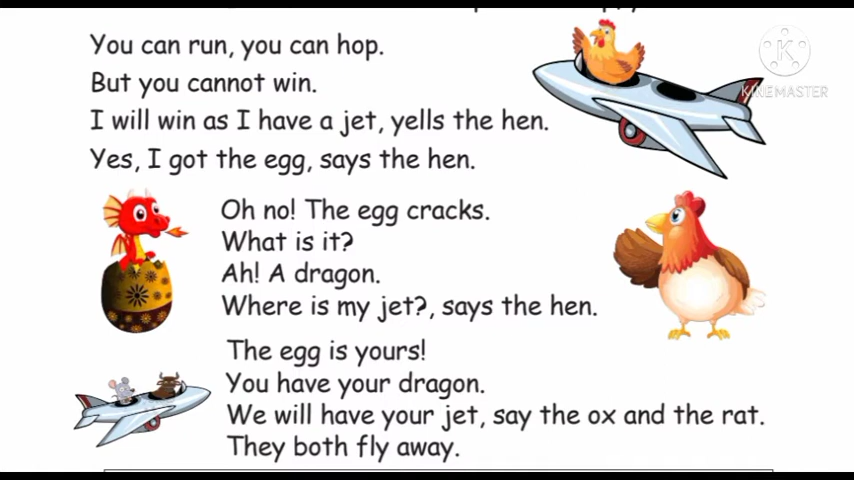 You can run, you can hop.
But you cannot win.
I will win as I have a jet, yells the hen.
Yes, I got the egg, says the hen.
K
KINEMASTER
Oh no! The egg cracks.
What is it?
Ah! A dragon.
Where is my jet?, says the hen.
The egg is yours!
You have your dragon.
We will have your jet, say the ox and the rat.
They both fly away.